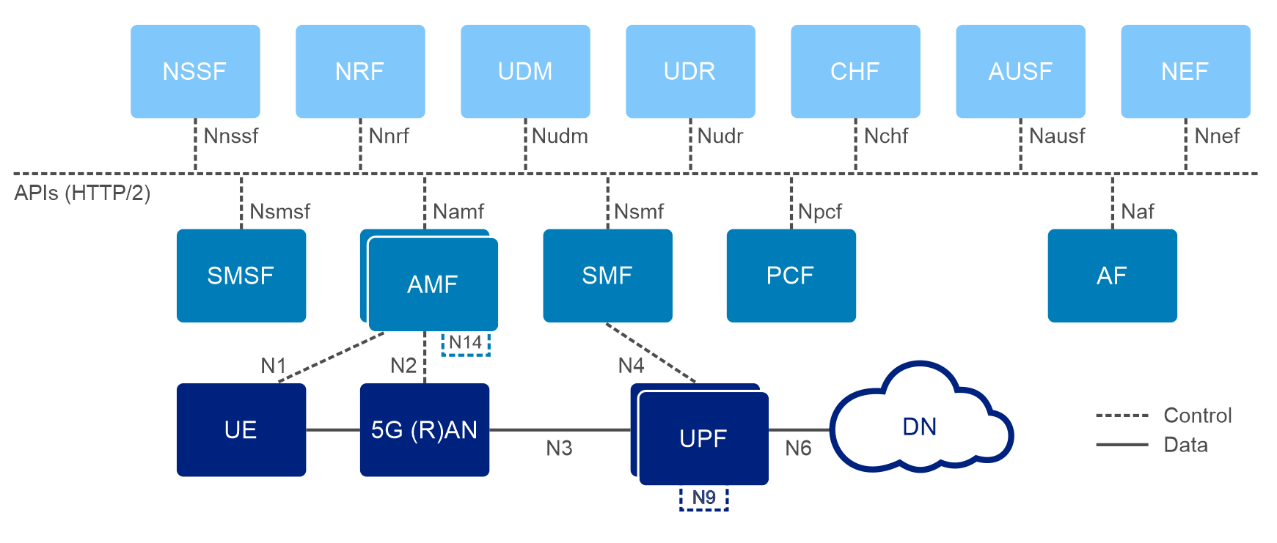 NSSF
NRF
UDM
UDR
CHF
AUSF
NEF
Nnssf
Nnrf
Nudm
Nudr
Nchf
Nausf
Nnef
APIs (HTTP/2)
Nsmsf
Namf
Nsmf
Npcf
Naf
SMSF
AMF
SMF
PCF
AF
N14
N1
N2
N4
UE
5G (R)AN
N3
UPF
N6
DN
Control
Data
N9